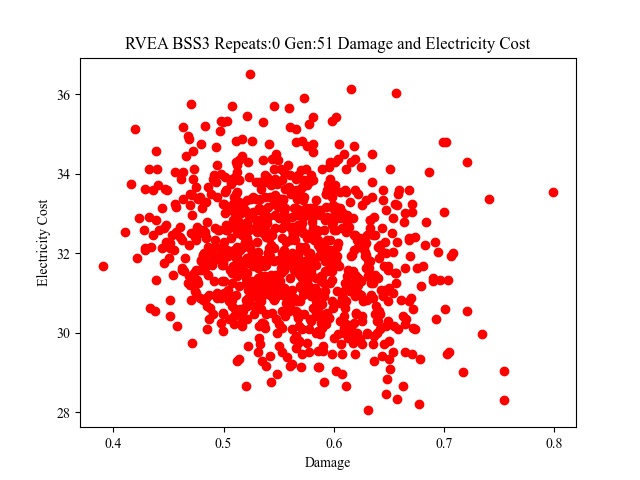 RVEA BSS3 Repeats:0 Gen:51 Damage and Electricity Cost
Electricity Cost
36
34
32
30
28
0.4 0.5 0.6 0.7 0.8
Damage